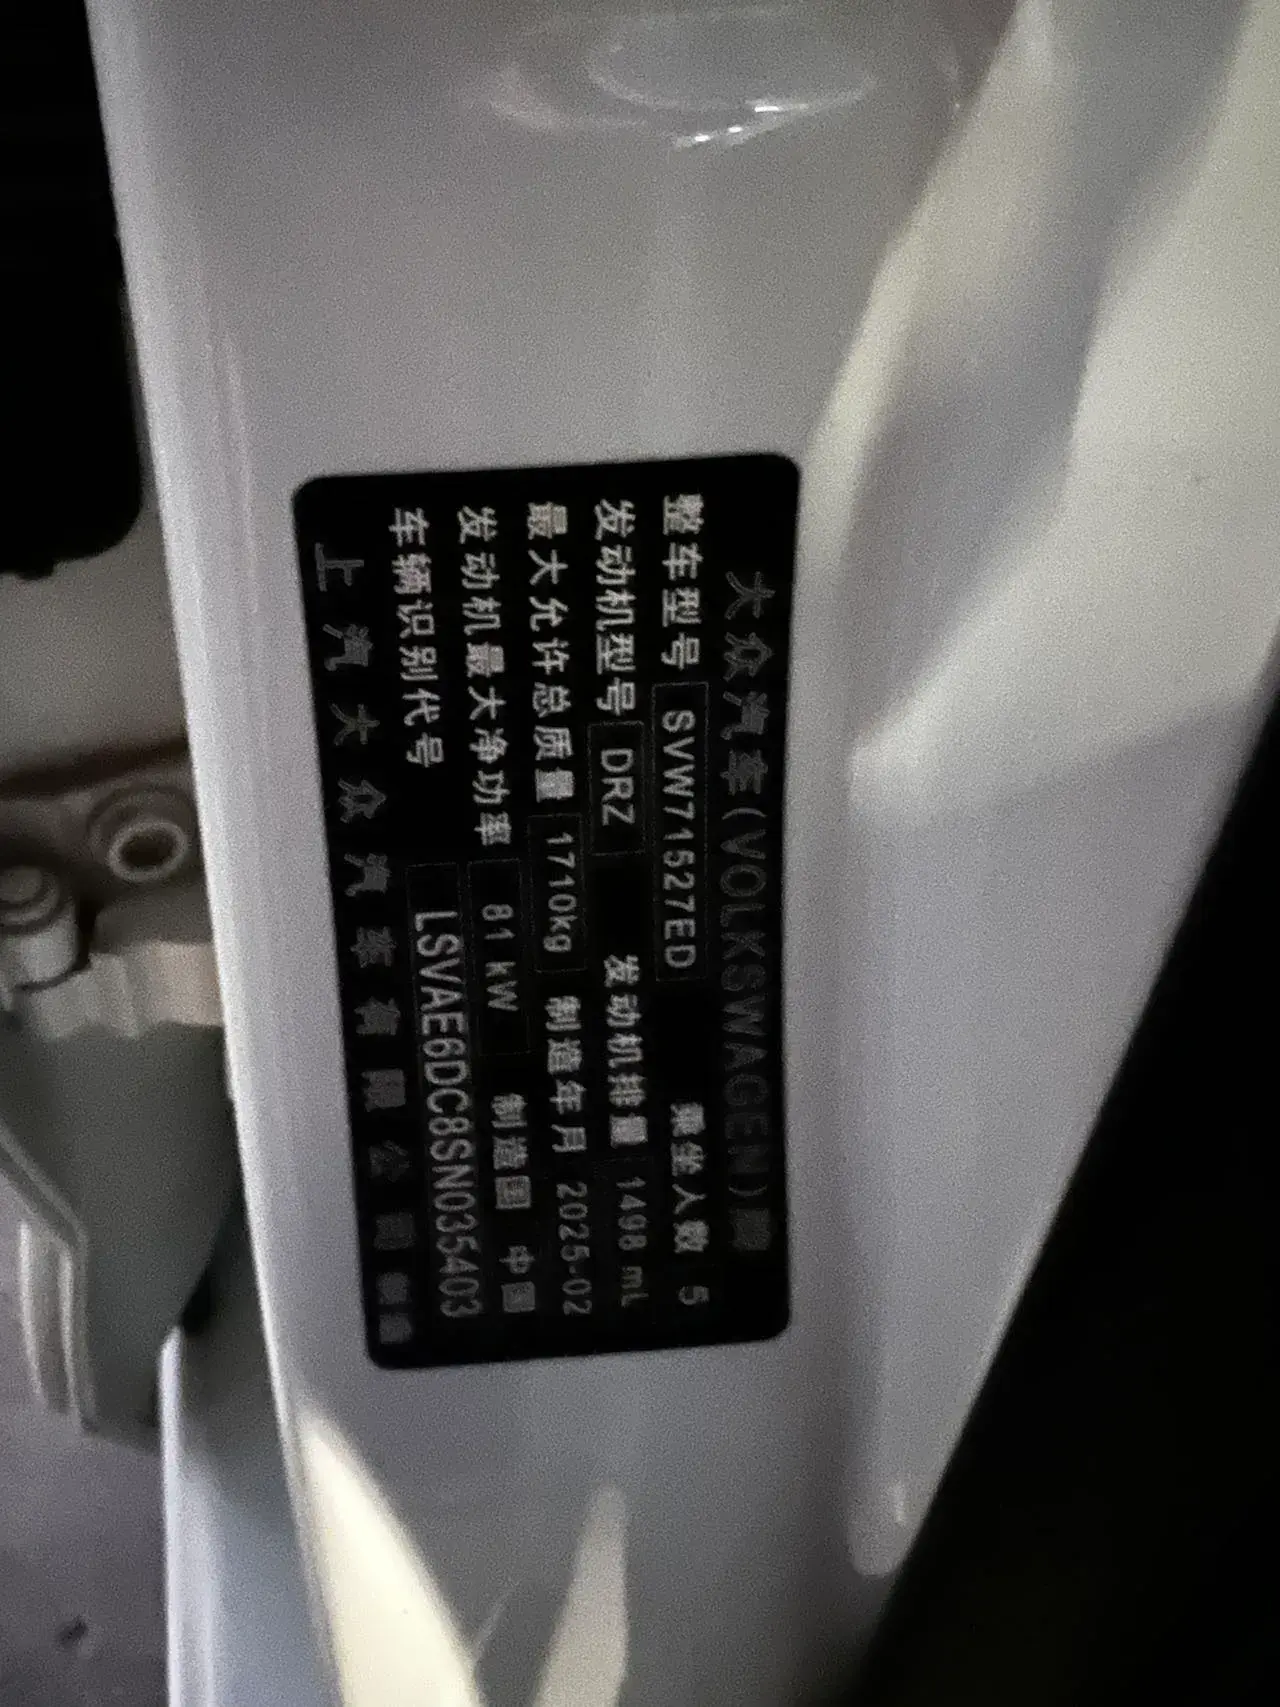 大众汽车(VOLKSWAGEN)牌
整车型号 SVW71527ED 乘坐人数 5
发动机型号 DRZ 发动机排量 1498 mL
最大允许总质量 1710kg 制造年月 2025-02
发动机最大净功率 81 kW 制造国 中国
车辆识别代号 LSVAE6DC8SN035403
上汽大众汽车有限公司制造